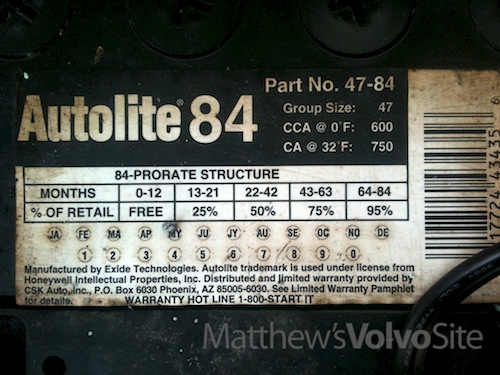 Autolite® 84
Part No. 47-84
Group Size: 47
CCA @ 0°F: 600
CA @ 32°F: 750
84-PRORATE STRUCTURE
MONTHS 0-12 13-21 22-42 43-63 64-84
% OF RETAIL FREE 25% 50% 75% 95%
JA FE MA AP MY JU JY AU SE OC NO DE
1 2 3 4 5 6 7 8 9 0
Manufactured by Exide Technologies. Autolite trademark is used under license from
Honeywell Intellectual Properties, Inc. Distributed and limited warranty provided by
CSK Auto, Inc., P.O. Box 6030 Phoenix, AZ 85005-6030. See Limited Warranty Pamphlet
for details.
WARRANTY HOT LINE 1-800-START IT
Matthew'sVolvoSite